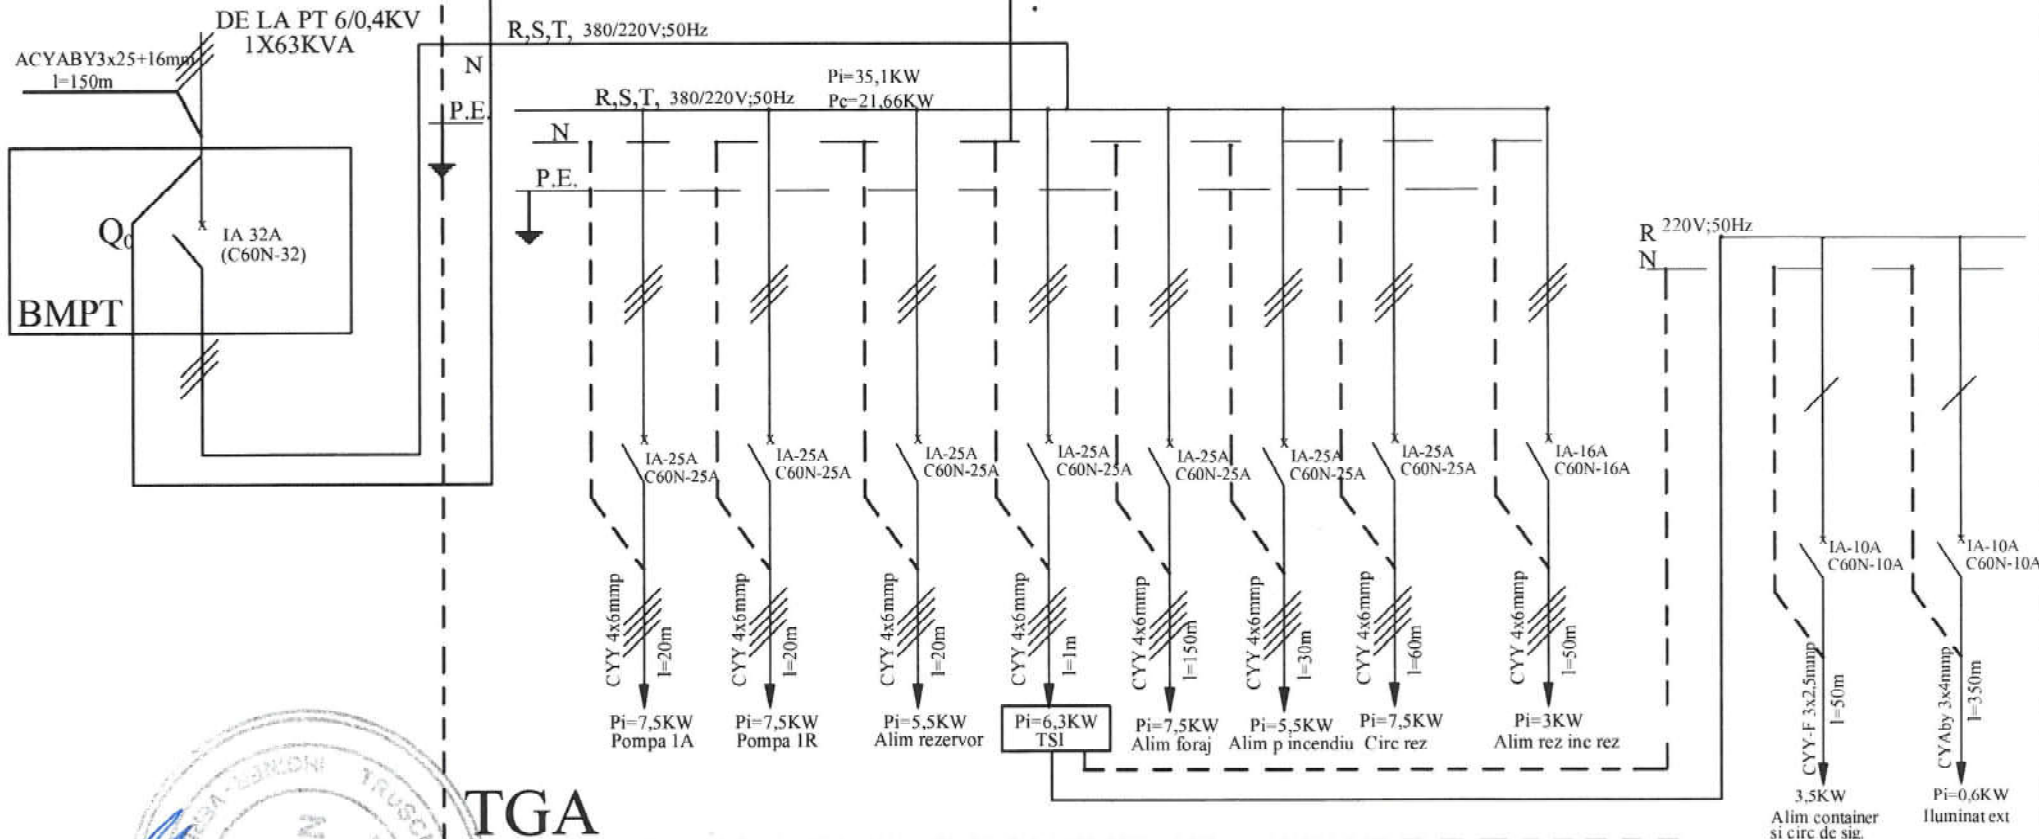 DE LA PT 6/0,4KV
1X63KVA
ACYABY3x25+16mm
l=150m
R,S,T, 380/220V;50Hz
N
P.E.
Pi=35,1KW
R,S,T, 380/220V;50Hz
Pc=21,66KW
N
P.E.
Q0
IA 32A
(C60N-32)
BMPT
R 220V;50Hz
N
IA-25A
C60N-25A
IA-25A
C60N-25A
IA-25A
C60N-25A
IA-25A
C60N-25A
IA-25A
C60N-25A
IA-25A
C60N-25A
IA-25A
C60N-25A
IA-16A
C60N-16A
IA-10A
C60N-10A
IA-10A
C60N-10A
CYY 4x6mmp
l=20m
CYY 4x6mmp
l=20m
CYY 4x6mmp
l=20m
CYY 4x6mmp
l=1m
CYY 4x6mmp
l=150m
CYY 4x6mmp
l=30m
CYY 4x6mmp
l=60m
CYY 4x6mmp
l=50m
CYY-F 3x2,5mmp
l=50m
CYAby 3x4mmp
l=350m
Pi=7,5KW
Pompa 1A
Pi=7,5KW
Pompa 1R
Pi=5,5KW
Alim rezervor
Pi=6,3KW
TSI
Pi=7,5KW
Alim foraj
Pi=5,5KW
Alim p incendiu
Pi=7,5KW
Circ rez
Pi=3KW
Alim rez inc rez
3,5KW
Alim container
si circ de sig.
Pi=0,6KW
Iluminat ext
TGA